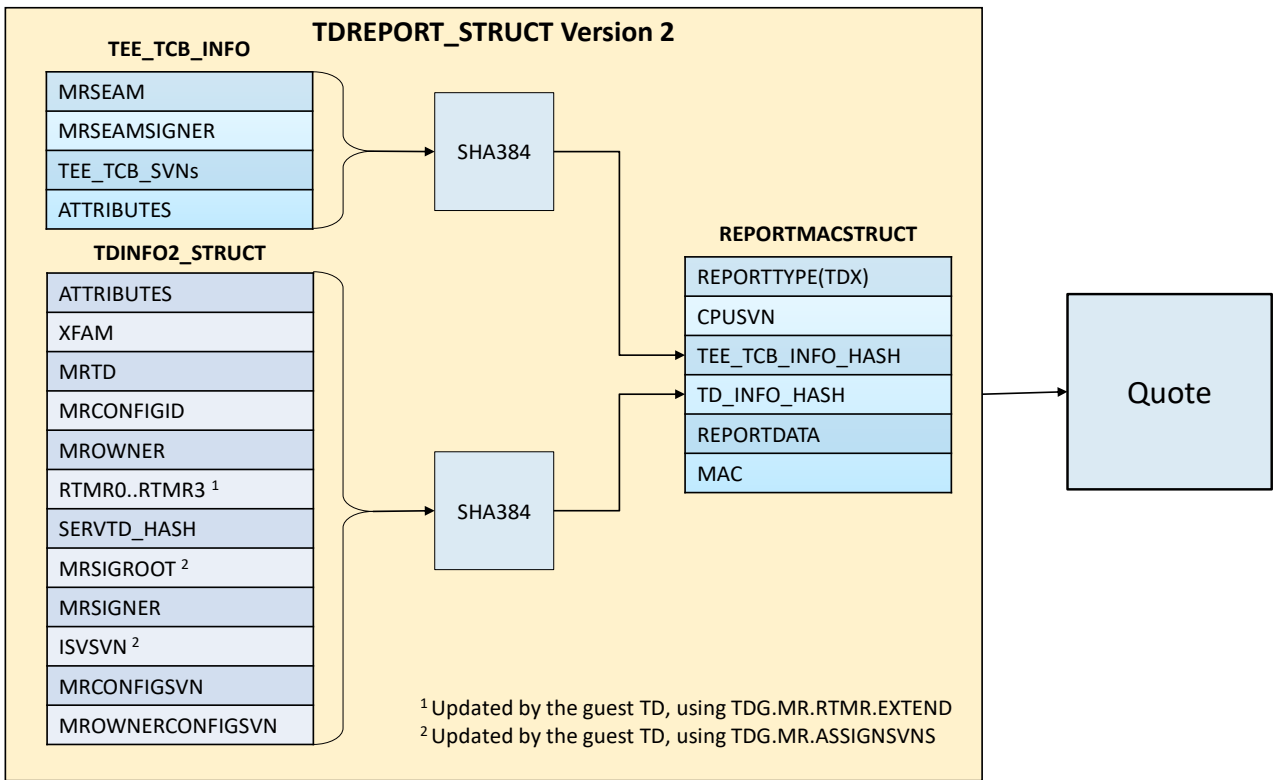 TDREPORT_STRUCT Version 2
TEE_TCB_INFO
MRSEAM
MRSEAMSIGNER
TEE_TCB_SVNs
ATTRIBUTES
SHA384
TDINFO2_STRUCT
ATTRIBUTES
XFAM
MRTD
MRCONFIGID
MROWNER
RTMR0..RTMR3 ¹
SERVTD_HASH
MRSIGROOT ²
MRSIGNER
ISVSVN ²
MRCONFIGSVN
MROWNERCONFIGSVN
SHA384
REPORTMACSTRUCT
REPORTTYPE(TDX)
CPUSVN
TEE_TCB_INFO_HASH
TD_INFO_HASH
REPORTDATA
MAC
Quote
¹ Updated by the guest TD, using TDG.MR.RTMR.EXTEND
² Updated by the guest TD, using TDG.MR.ASSIGNSVNS